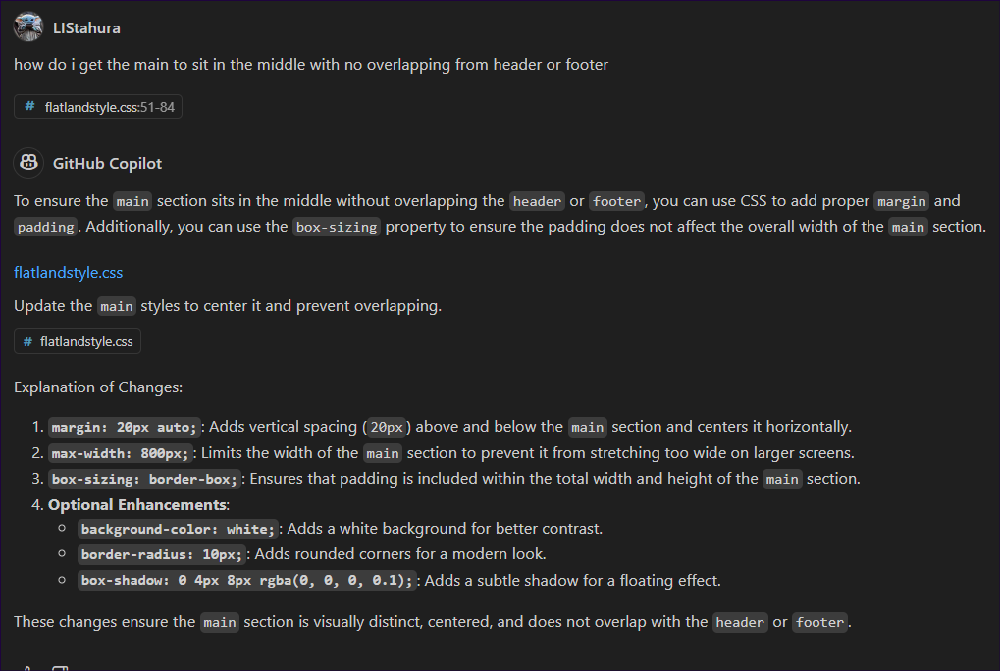 LIStahura
how do i get the main to sit in the middle with no overlapping from header or footer
# flatlandstyle.css:51-84
GitHub Copilot
To ensure the main section sits in the middle without overlapping the header or footer, you can use CSS to add proper margin and
padding. Additionally, you can use the box-sizing property to ensure the padding does not affect the overall width of the main section.
flatlandstyle.css
Update the main styles to center it and prevent overlapping.
# flatlandstyle.css
Explanation of Changes:
1. margin: 20px auto;: Adds vertical spacing (20px) above and below the main section and centers it horizontally.
2. max-width: 800px;: Limits the width of the main section to prevent it from stretching too wide on larger screens.
3. box-sizing: border-box;: Ensures that padding is included within the total width and height of the main section.
4. Optional Enhancements:
○ background-color: white;: Adds a white background for better contrast.
○ border-radius: 10px;: Adds rounded corners for a modern look.
○ box-shadow: 0 4px 8px rgba(0, 0, 0, 0.1);: Adds a subtle shadow for a floating effect.
These changes ensure the main section is visually distinct, centered, and does not overlap with the header or footer.